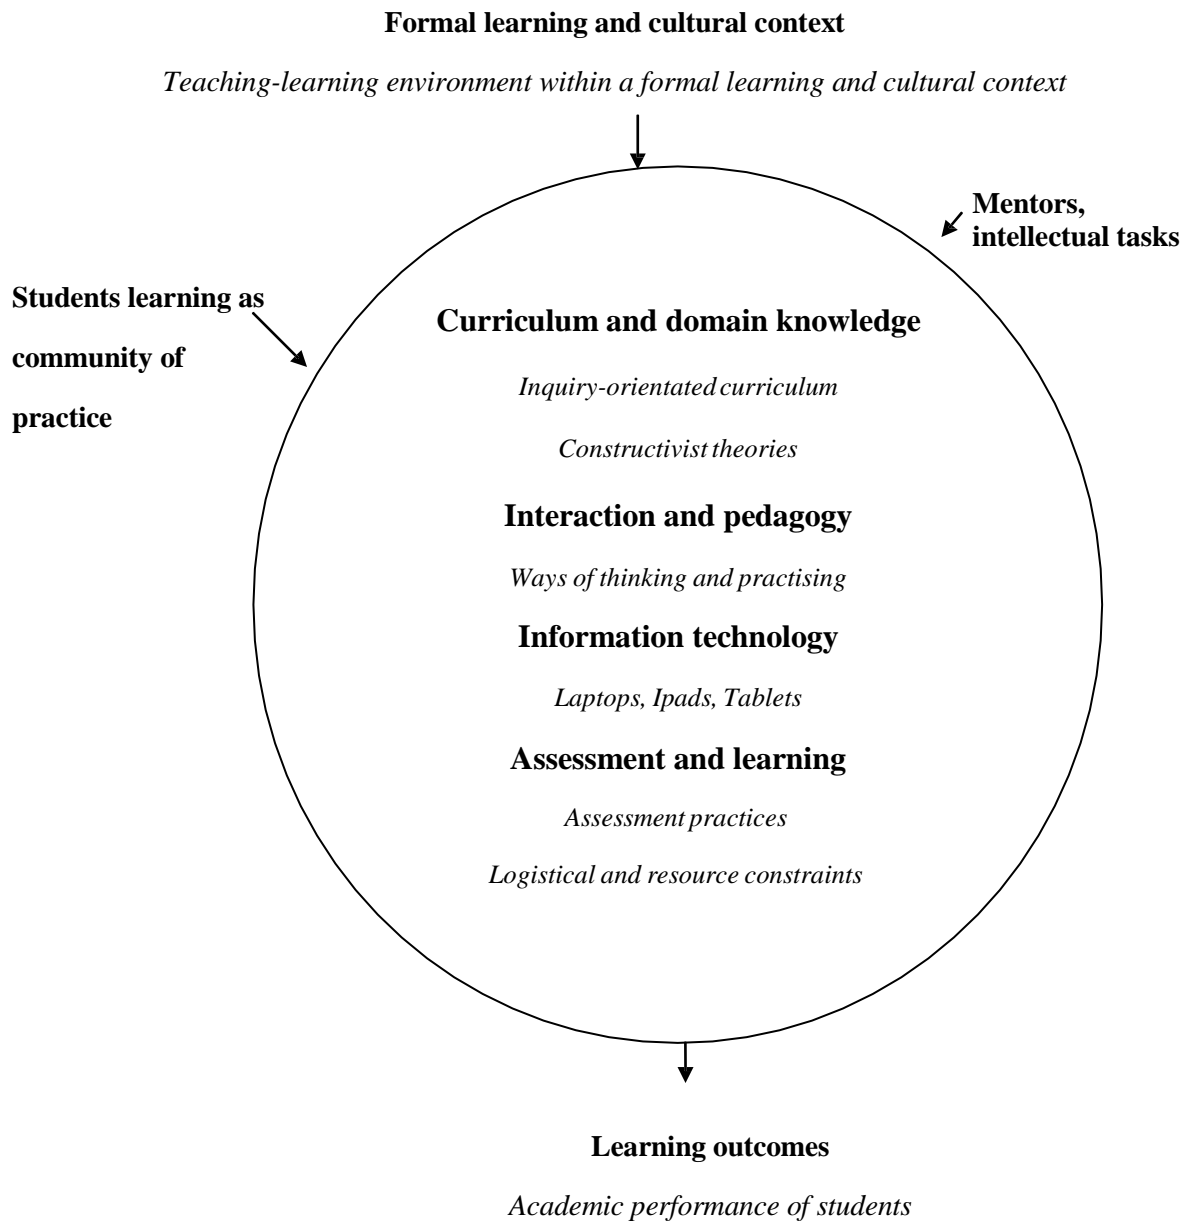 Formal learning and cultural context
Teaching-learning environment within a formal learning and cultural context
Mentors,
intellectual tasks
Students learning as
community of
practice
Curriculum and domain knowledge
Inquiry-orientated curriculum
Constructivist theories
Interaction and pedagogy
Ways of thinking and practising
Information technology
Laptops, Ipads, Tablets
Assessment and learning
Assessment practices
Logistical and resource constraints
Learning outcomes
Academic performance of students